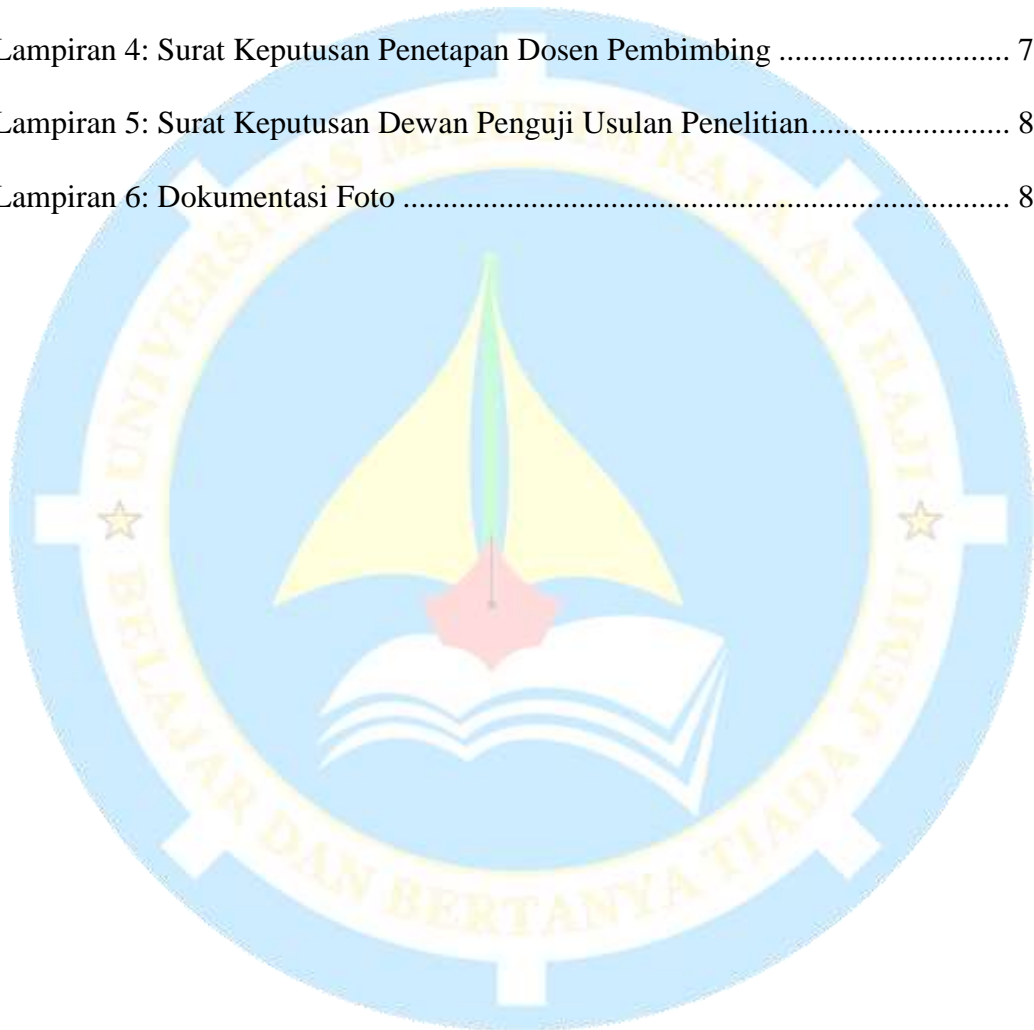 Lampiran 4: Surat Keputusan Penetapan Dosen Pembimbing ............................. 7
Lampiran 5: Surat Keputusan Dewan Penguji Usulan Penelitian......................... 8
Lampiran 6: Dokumentasi Foto ............................................................................ 8
UNIVERSITAS MARITIM RAJA ALI HAJI
BELAJAR DAN BERTANYA TIADA JEMU